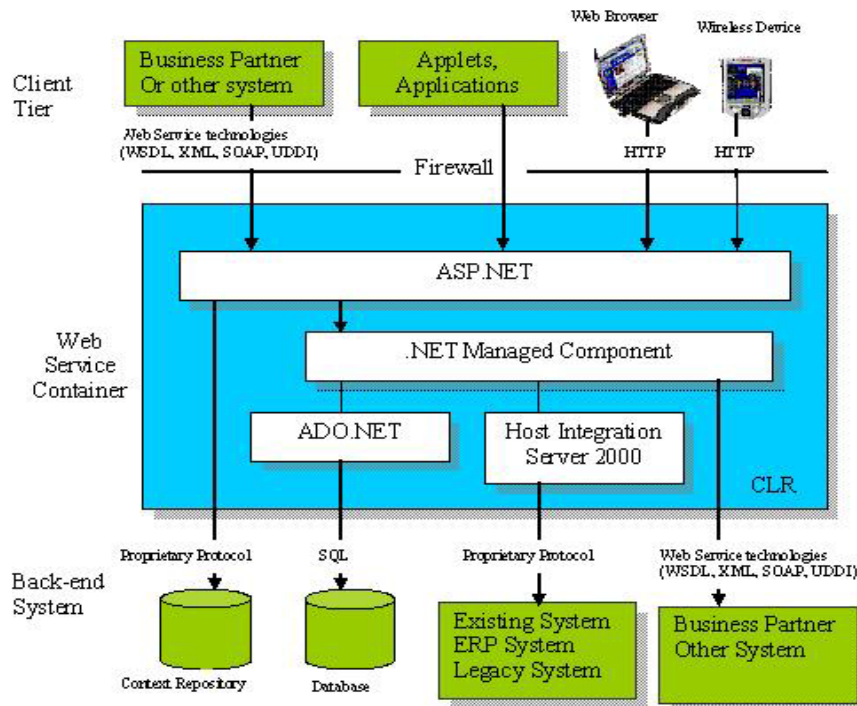 Web Browser
Wireless Device
Client
Tier
Business Partner
Or other system
Applets,
Applications
Web Service technologies
(WSDL, XML, SOAP, UDDI)
HTTP
HTTP
Firewall
ASP.NET
Web
Service
Container
.NET Managed Component
ADO.NET
Host Integration
Server 2000
CLR
Back-end
System
Proprietary Protocol
SQL
Proprietary Protocol
Web Service technologies
(WSDL, XML, SOAP, UDDI)
Existing System
ERP System
Legacy System
Business Partner
Other System
Context Repository
Database